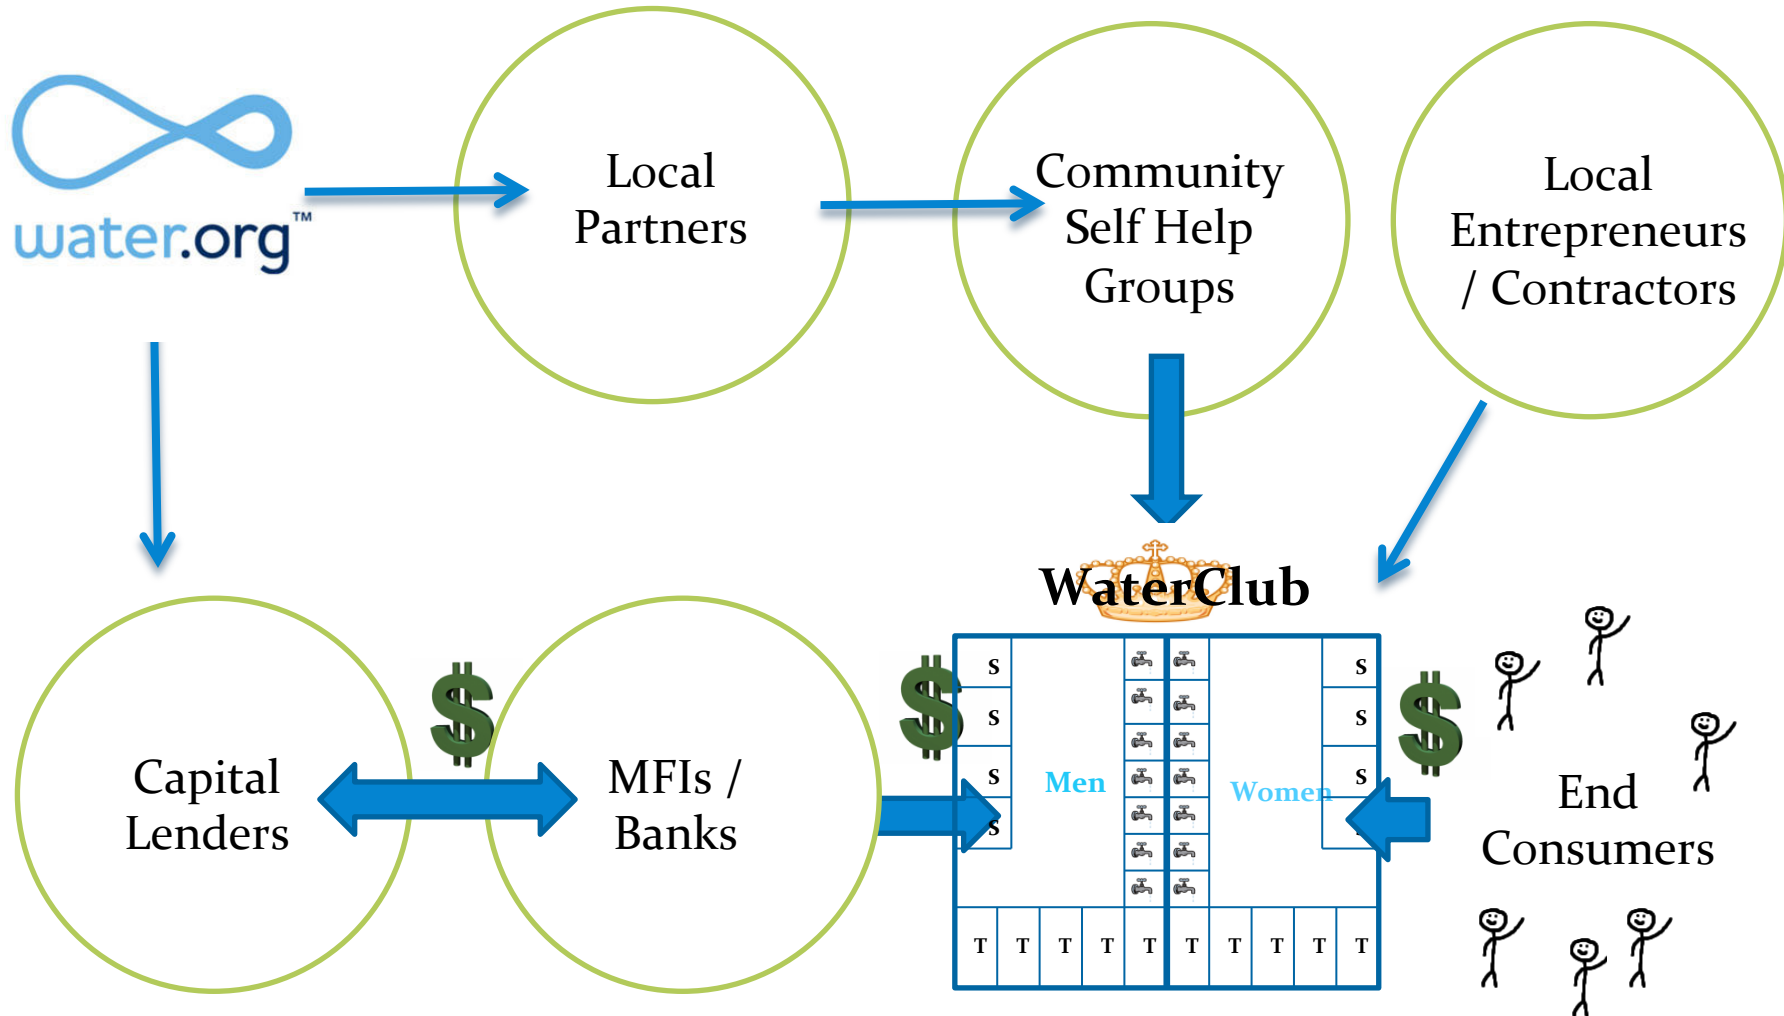 water.org™
Local
Partners
Community
Self Help
Groups
Local
Entrepreneurs
/ Contractors
Capital
Lenders
$
MFIs /
Banks
$
WaterClub
S
S
S
S
Men
Women
S
S
S
T T T T T T T T T T
$
End
Consumers